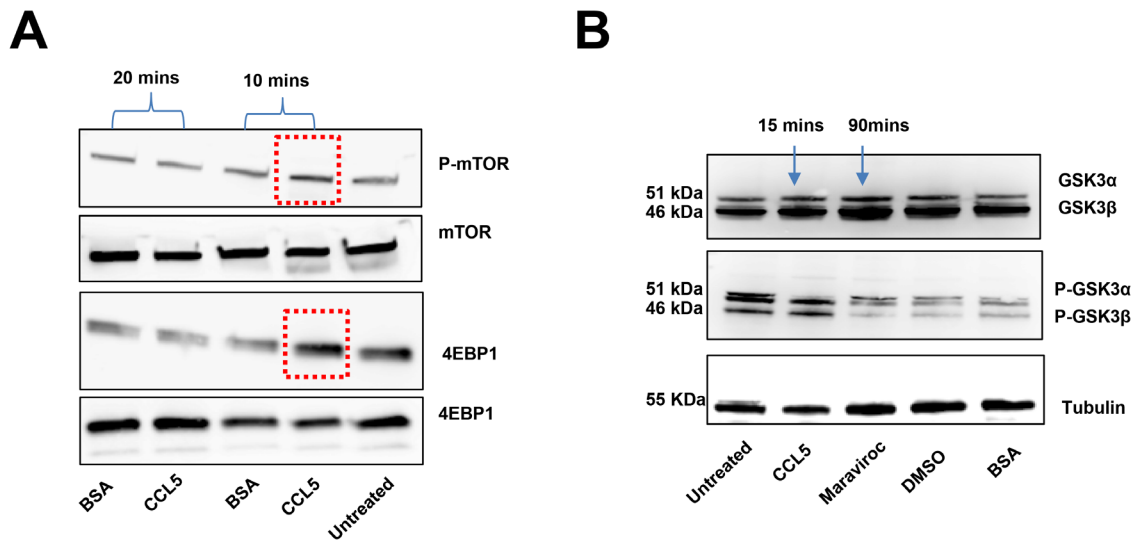 A
20 mins
10 mins
P-mTOR
mTOR
4EBP1
4EBP1
BSA
CCL5
BSA
CCL5
Untreated
B
15 mins
90mins
51 kDa
46 kDa
GSK3α
GSK3β
51 kDa
46 kDa
P-GSK3α
P-GSK3β
55 KDa
Tubulin
Untreated
CCL5
Maraviroc
DMSO
BSA